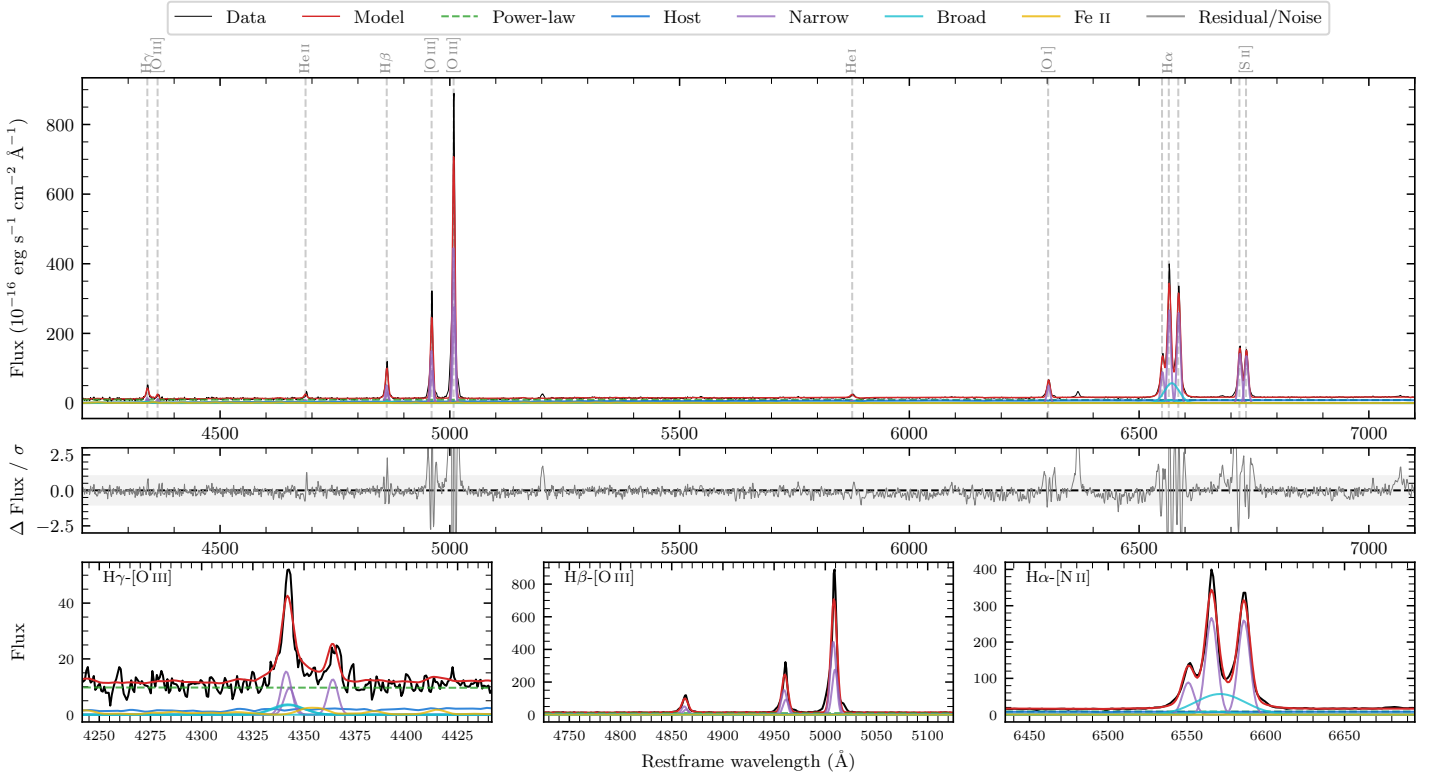 Data Model Power-law Host Narrow Broad Fe II Residual/Noise
Hγ [O III] He II Hβ [O III] [O III] He I [O I] Hα [S II]
Flux (10⁻¹⁶ erg s⁻¹ cm⁻² Å⁻¹)
800
600
400
200
0
4500 5000 5500 6000 6500 7000
Δ Flux / σ
2.5
0.0
−2.5
4500 5000 5500 6000 6500 7000
Flux
Hγ-[O III]
40
20
0
4250 4275 4300 4325 4350 4375 4400 4425
Hβ-[O III]
800
600
400
200
0
4750 4800 4850 4900 4950 5000 5050 5100
Hα-[N II]
400
300
200
100
0
6450 6500 6550 6600 6650
Restframe wavelength (Å)